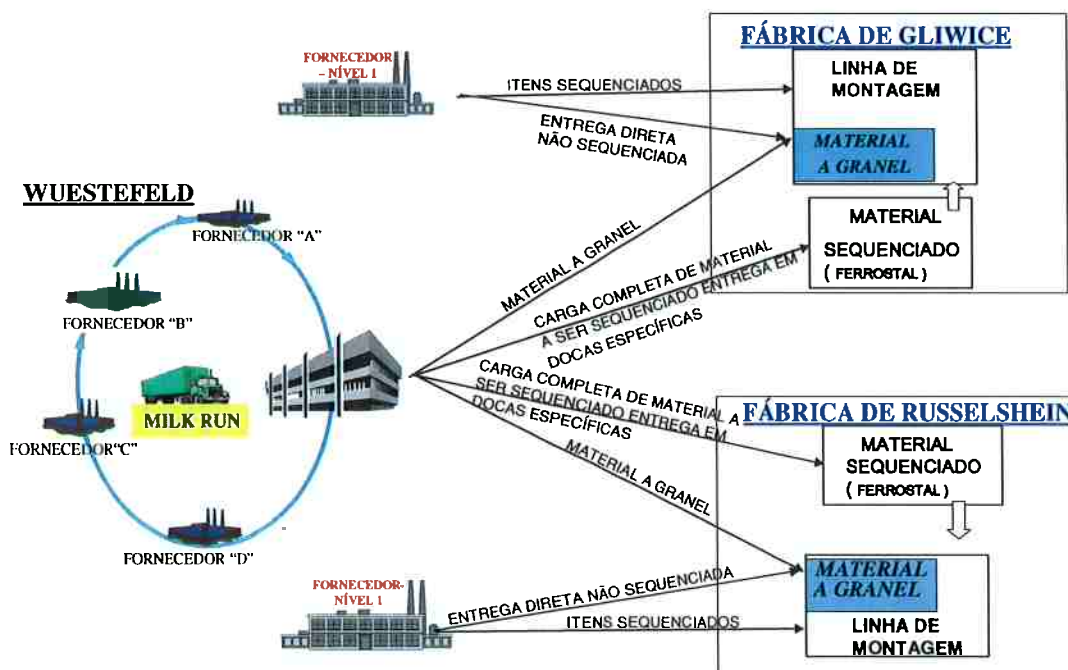 FORNECEDOR
– NÍVEL 1
ITENS SEQUENCIADOS
ENTREGA DIRETA
NÃO SEQUENCIADA
FÁBRICA DE GLIWICE
LINHA DE
MONTAGEM
MATERIAL
A GRANEL
MATERIAL
SEQUENCIADO
( FERROSTAL )
WUESTEFELD
FORNECEDOR “A”
FORNECEDOR “B”
MILK RUN
FORNECEDOR“C”
FORNECEDOR “D”
MATERIAL A GRANEL
CARGA COMPLETA DE MATERIAL
A SER SEQUENCIADO ENTREGA EM
DOCAS ESPECÍFICAS
CARGA COMPLETA DE MATERIAL A
SER SEQUENCIADO ENTREGA EM
DOCAS ESPECÍFICAS
MATERIAL A GRANEL
FÁBRICA DE RUSSELSHEIN
MATERIAL
SEQUENCIADO
( FERROSTAL )
MATERIAL
A GRANEL
LINHA DE
MONTAGEM
FORNECEDOR-
NÍVEL 1
ENTREGA DIRETA NÃO SEQUENCIADA
ITENS SEQUENCIADOS